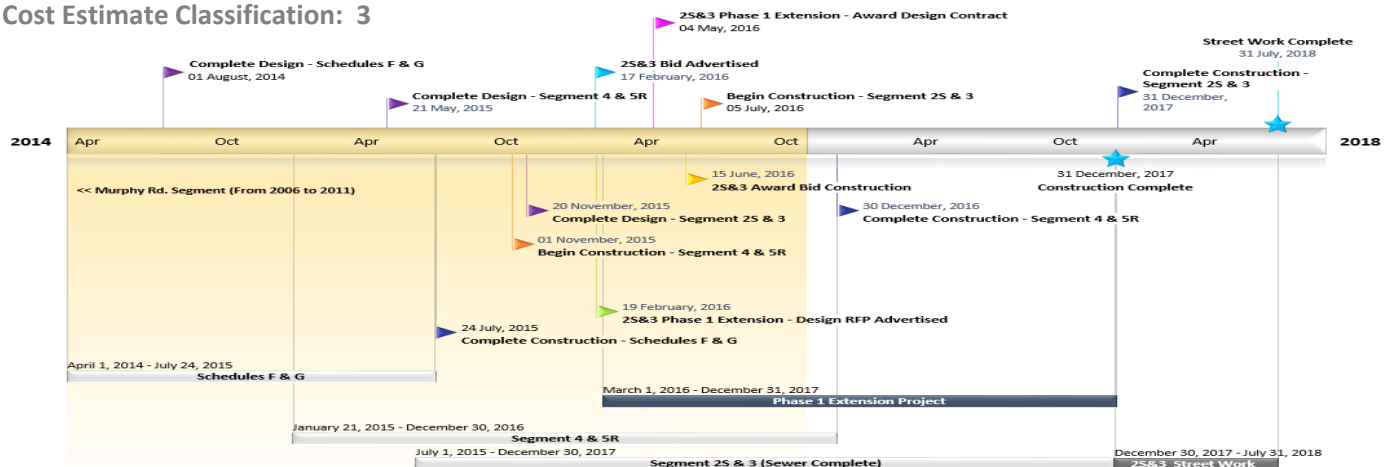 Cost Estimate Classification: 3
2S&3 Phase 1 Extension - Award Design Contract
04 May, 2016
Street Work Complete
31 July, 2018
Complete Design - Schedules F & G
01 August, 2014
2S&3 Bid Advertised
17 February, 2016
Complete Construction -
Segment 2S & 3
31 December,
2017
Complete Design - Segment 4 & 5R
21 May, 2015
Begin Construction - Segment 2S & 3
05 July, 2016
2014 Apr Oct Apr Oct Apr Oct Apr Oct Apr 2018
15 June, 2016
2S&3 Award Bid Construction
31 December, 2017
Construction Complete
<< Murphy Rd. Segment (From 2006 to 2011)
20 November, 2015
Complete Design - Segment 2S & 3
30 December, 2016
Complete Construction - Segment 4 & 5R
01 November, 2015
Begin Construction - Segment 4 & 5R
19 February, 2016
2S&3 Phase 1 Extension - Design RFP Advertised
24 July, 2015
Complete Construction - Schedules F & G
April 1, 2014 - July 24, 2015
Schedules F & G
March 1, 2016 - December 31, 2017
Phase 1 Extension Project
January 21, 2015 - December 30, 2016
Segment 4 & 5R
July 1, 2015 - December 30, 2017
Segment 2S & 3 (Sewer Complete)
December 30, 2017 - July 31, 2018
2S&3 Street Work